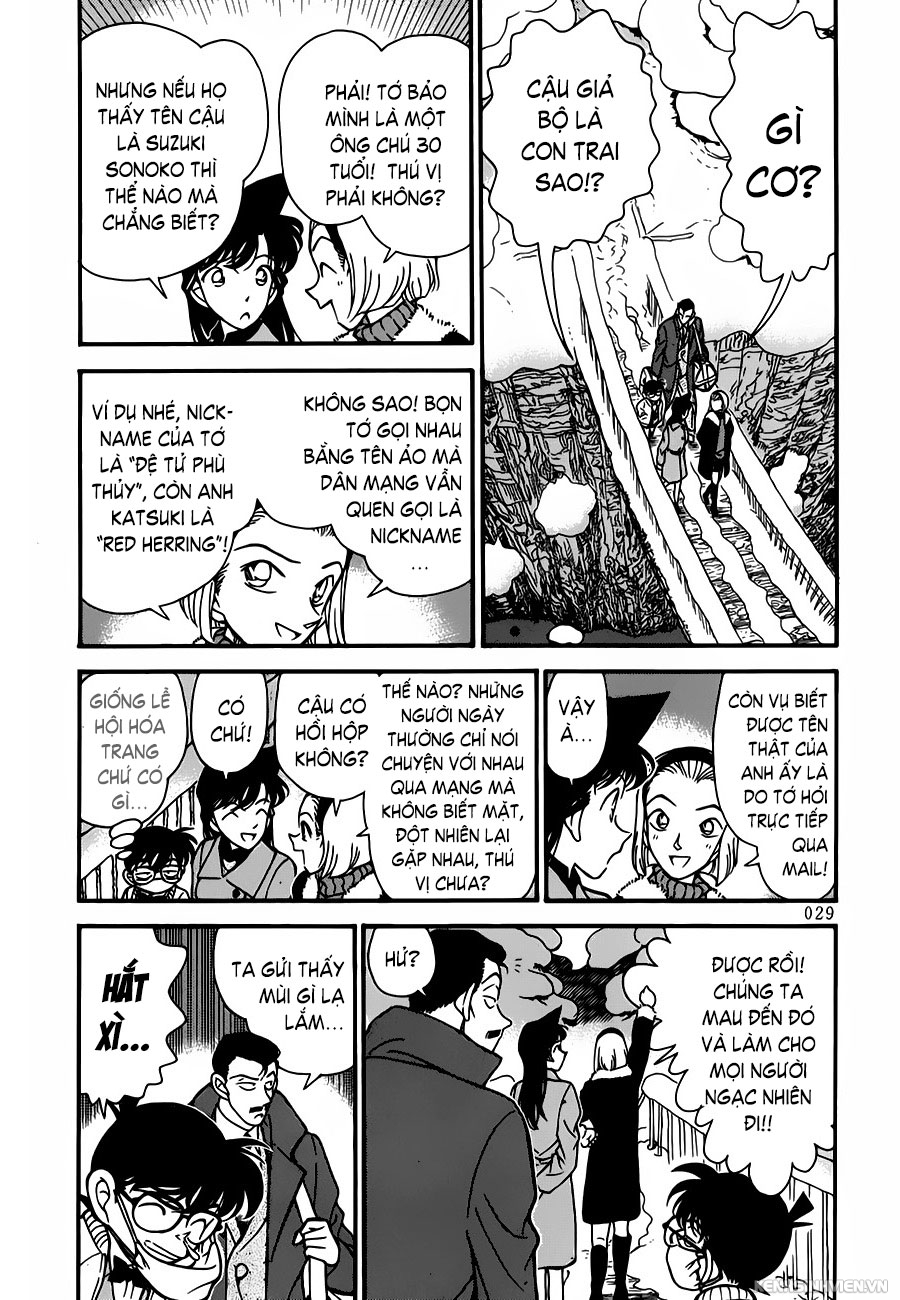 GÌ
CƠ?
CẬU GIẢ
BỘ LÀ
CON TRAI
SAO!?
PHẢI! TỚ BẢO
MÌNH LÀ MỘT
ÔNG CHÚ 30
TUỔI! THÚ VỊ
PHẢI KHÔNG?
NHƯNG NẾU HỌ
THẤY TÊN CẬU
LÀ SUZUKI
SONOKO THÌ
THẾ NÀO MÀ
CHẲNG BIẾT?
KHÔNG SAO! BỌN
TỚ GỌI NHAU
BẰNG TÊN ẢO MÀ
DÂN MẠNG VẪN
QUEN GỌI LÀ
NICKNAME
...
VÍ DỤ NHÉ, NICK-
NAME CỦA TỚ
LÀ "ĐỆ TỬ PHÙ
THỦY", CÒN ANH
KATSUKI LÀ
"RED HERRING"!
CÒN VỤ BIẾT
ĐƯỢC TÊN
THẬT CỦA
ANH ẤY LÀ
DO TỚ HỎI
TRỰC TIẾP
QUA
MAIL!
VẬY
À...
THẾ NÀO? NHỮNG
NGƯỜI NGÀY
THƯỜNG CHỈ NÓI
CHUYỆN VỚI NHAU
QUA MẠNG MÀ
KHÔNG BIẾT MẶT,
ĐỘT NHIÊN LẠI
GẶP NHAU, THÚ
VỊ CHƯA?
CẬU CÓ
HỒI HỘP
KHÔNG?
CÓ
CHỨ!
GIỐNG LỄ
HỘI HÓA
TRANG
CHỨ CÓ
GÌ...
029
ĐƯỢC RỒI!
CHÚNG TA
MAU ĐẾN ĐÓ
VÀ LÀM CHO
MỌI NGƯỜI
NGẠC NHIÊN
ĐI!!
HỬ?
TA GỬI THẤY
MÙI GÌ LẠ
LẮM...
HẮT
XÌ...
P